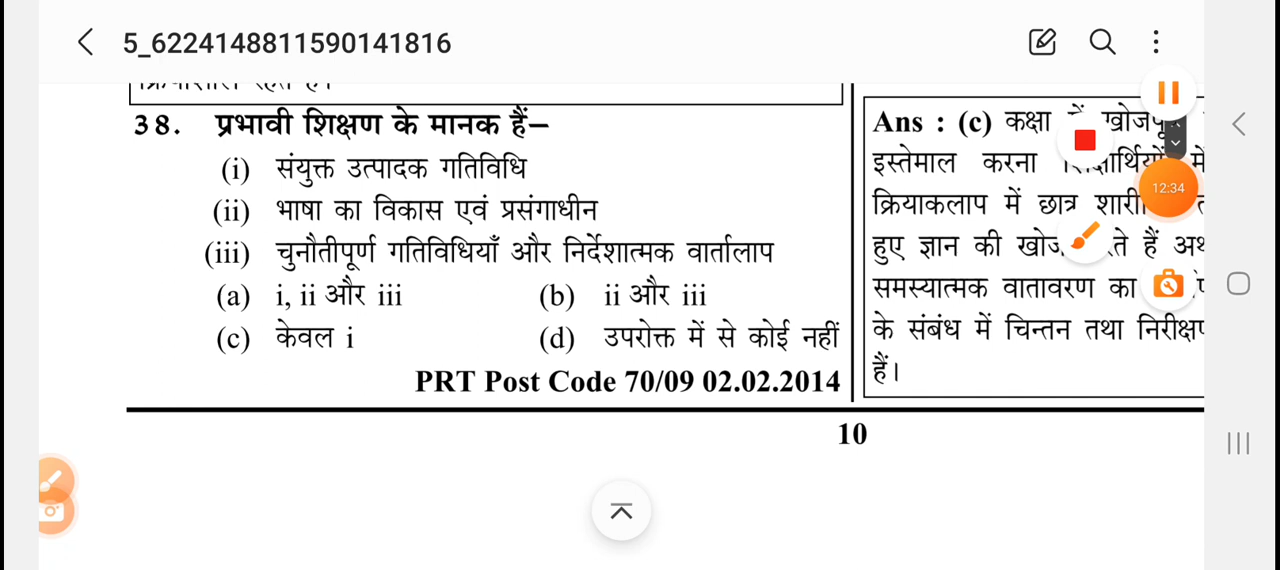 5_6224148811590141816
38. प्रभावी शिक्षण के मानक हैं–
(i) संयुक्त उत्पादक गतिविधि
(ii) भाषा का विकास एवं प्रसंगाधीन
(iii) चुनौतीपूर्ण गतिविधियाँ और निर्देशात्मक वार्तालाप
(a) i, ii और iii (b) ii और iii
(c) केवल i (d) उपरोक्त में से कोई नहीं
PRT Post Code 70/09 02.02.2014
Ans : (c) कक्षा
इस्तेमाल करना में
क्रियाकलाप में छात्र
हुए ज्ञान की हैं
समस्यात्मक वातावरण का
के संबंध में चिन्तन तथा
हैं।
10
12:34